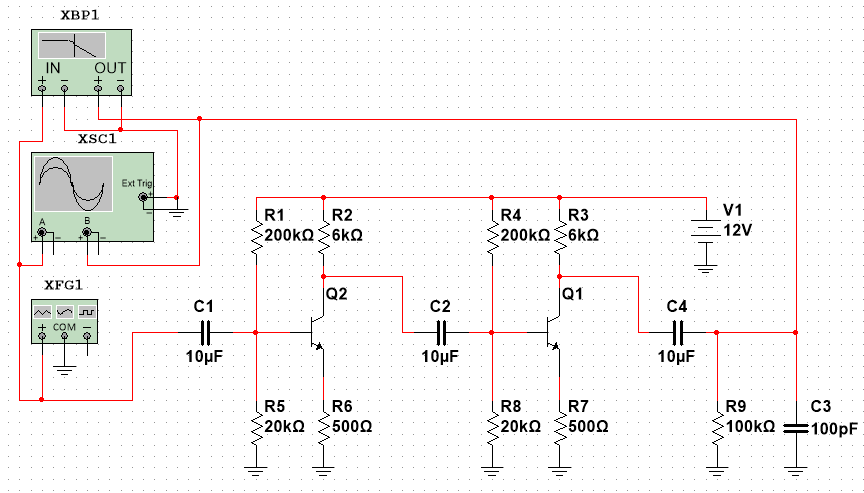 XBP1
IN OUT
+ - + -
XSC1
Ext Trig
+
-
A B
+ - + -
XFG1
COM
+ -
R1
200kΩ
R2
6kΩ
R4
200kΩ
R3
6kΩ
V1
12V
Q2
Q1
C1
10µF
C2
10µF
C4
10µF
R5
20kΩ
R6
500Ω
R8
20kΩ
R7
500Ω
R9
100kΩ
C3
100pF